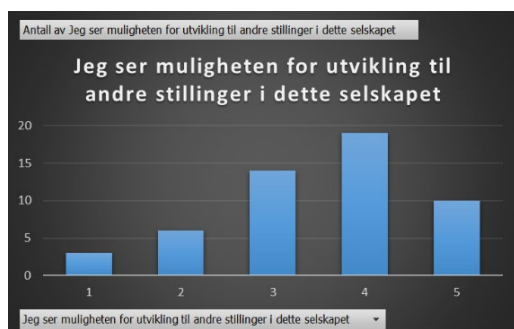 Antall av Jeg ser muligheten for utvikling til andre stillinger i dette selskapet
Jeg ser muligheten for utvikling til
andre stillinger i dette selskapet
20
15
10
5
0
1 2 3 4 5
Jeg ser muligheten for utvikling til andre stillinger i dette selskapet